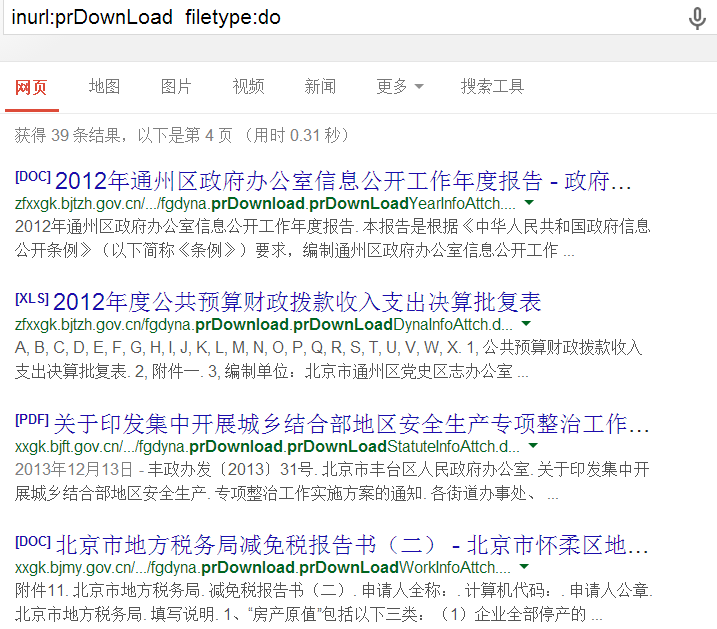 inurl:prDownLoad filetype:do
网页 地图 图片 视频 新闻 更多 搜索工具
获得 39 条结果，以下是第 4 页 （用时 0.31 秒）
[DOC] 2012年通州区政府办公室信息公开工作年度报告 - 政府...
zfxxgk.bjtzh.gov.cn/.../fgdyna.prDownload.prDownLoadYearInfoAttch....
2012年通州区政府办公室信息公开工作年度报告. 本报告是根据《中华人民共和国政府信息
公开条例》（以下简称《条例》）要求，编制通州区政府办公室信息公开工作 ...
[XLS] 2012年度公共预算财政拨款收入支出决算批复表
zfxxgk.bjtzh.gov.cn/fgdyna.prDownload.prDownLoadDynaInfoAttch.d...
A, B, C, D, E, F, G, H, I, J, K, L, M, N, O, P, Q, R, S, T, U, V, W, X. 1, 公共预算财政拨款收入
支出决算批复表. 2, 附件一. 3, 编制单位：北京市通州区党史区志办公室 ...
[PDF] 关于印发集中开展城乡结合部地区安全生产专项整治工作...
xxgk.bjft.gov.cn/.../fgdyna.prDownload.prDownLoadStatuteInfoAttch.d...
2013年12月13日 - 丰政办发〔2013〕31号. 北京市丰台区人民政府办公室. 关于印发集中开
展城乡结合部地区安全生产. 专项整治工作实施方案的通知. 各街道办事处、 ...
[DOC] 北京市地方税务局减免税报告书（二） - 北京市怀柔区地...
xxgk.bjmy.gov.cn/.../fgdyna.prDownload.prDownLoadWorkInfoAttch....
附件11. 北京市地方税务局. 减免税报告书（二）. 申请人全称：. 计算机代码：. 申请人公章.
北京市地方税务局. 填写说明. 1、“房产原值”包括以下三类：（1）企业全部停产的 ...